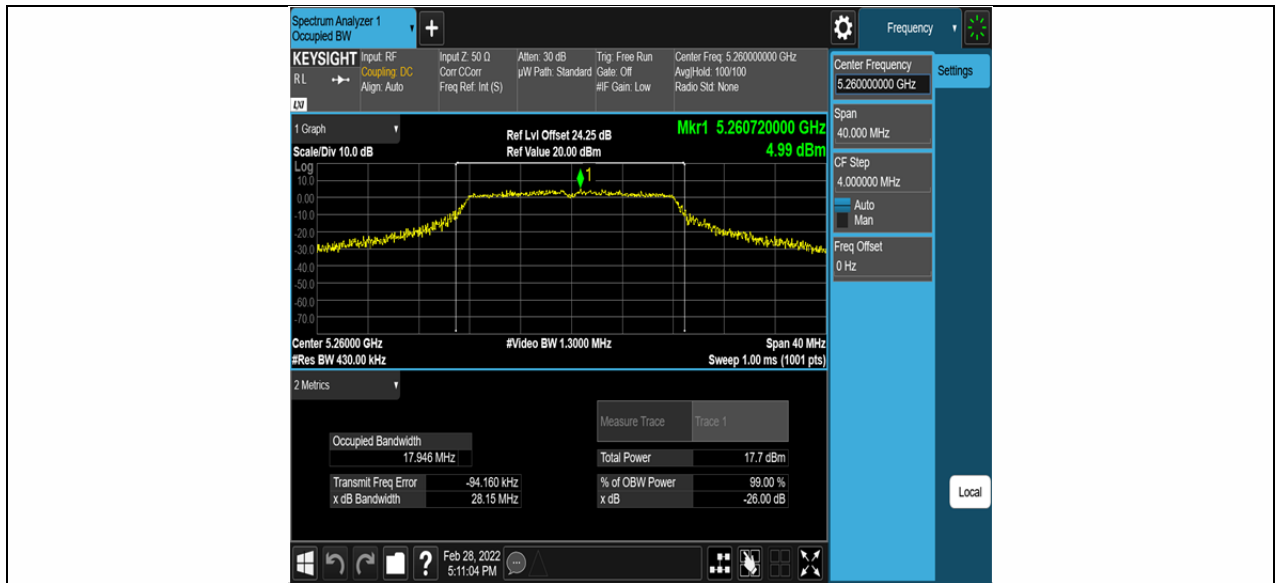 Spectrum Analyzer 1
Occupied BW
+
Frequency
KEYSIGHT
RL
LXI
Input: RF
Coupling: DC
Align: Auto
Input Z: 50 Ω
Corr CCorr
Freq Ref: Int (S)
Atten: 30 dB
µW Path: Standard
Trig: Free Run
Gate: Off
#IF Gain: Low
Center Freq: 5.260000000 GHz
Avg|Hold: 100/100
Radio Std: None
Center Frequency
5.260000000 GHz
Settings
Span
40.000 MHz
CF Step
4.000000 MHz
Auto
Man
Freq Offset
0 Hz
Local
1 Graph
Ref Lvl Offset 24.25 dB
Mkr1 5.260720000 GHz
Scale/Div 10.0 dB
Ref Value 20.00 dBm
4.99 dBm
Log
1
10.0
0.00
-10.0
-20.0
-30.0
-40.0
-50.0
-60.0
-70.0
Center 5.26000 GHz
#Video BW 1.3000 MHz
Span 40 MHz
#Res BW 430.00 kHz
Sweep 1.00 ms (1001 pts)
2 Metrics
Measure Trace
Trace 1
Occupied Bandwidth
17.946 MHz
Total Power
17.7 dBm
Transmit Freq Error
-94.160 kHz
% of OBW Power
99.00 %
x dB Bandwidth
28.15 MHz
x dB
-26.00 dB
?
Feb 28, 2022
5:11:04 PM